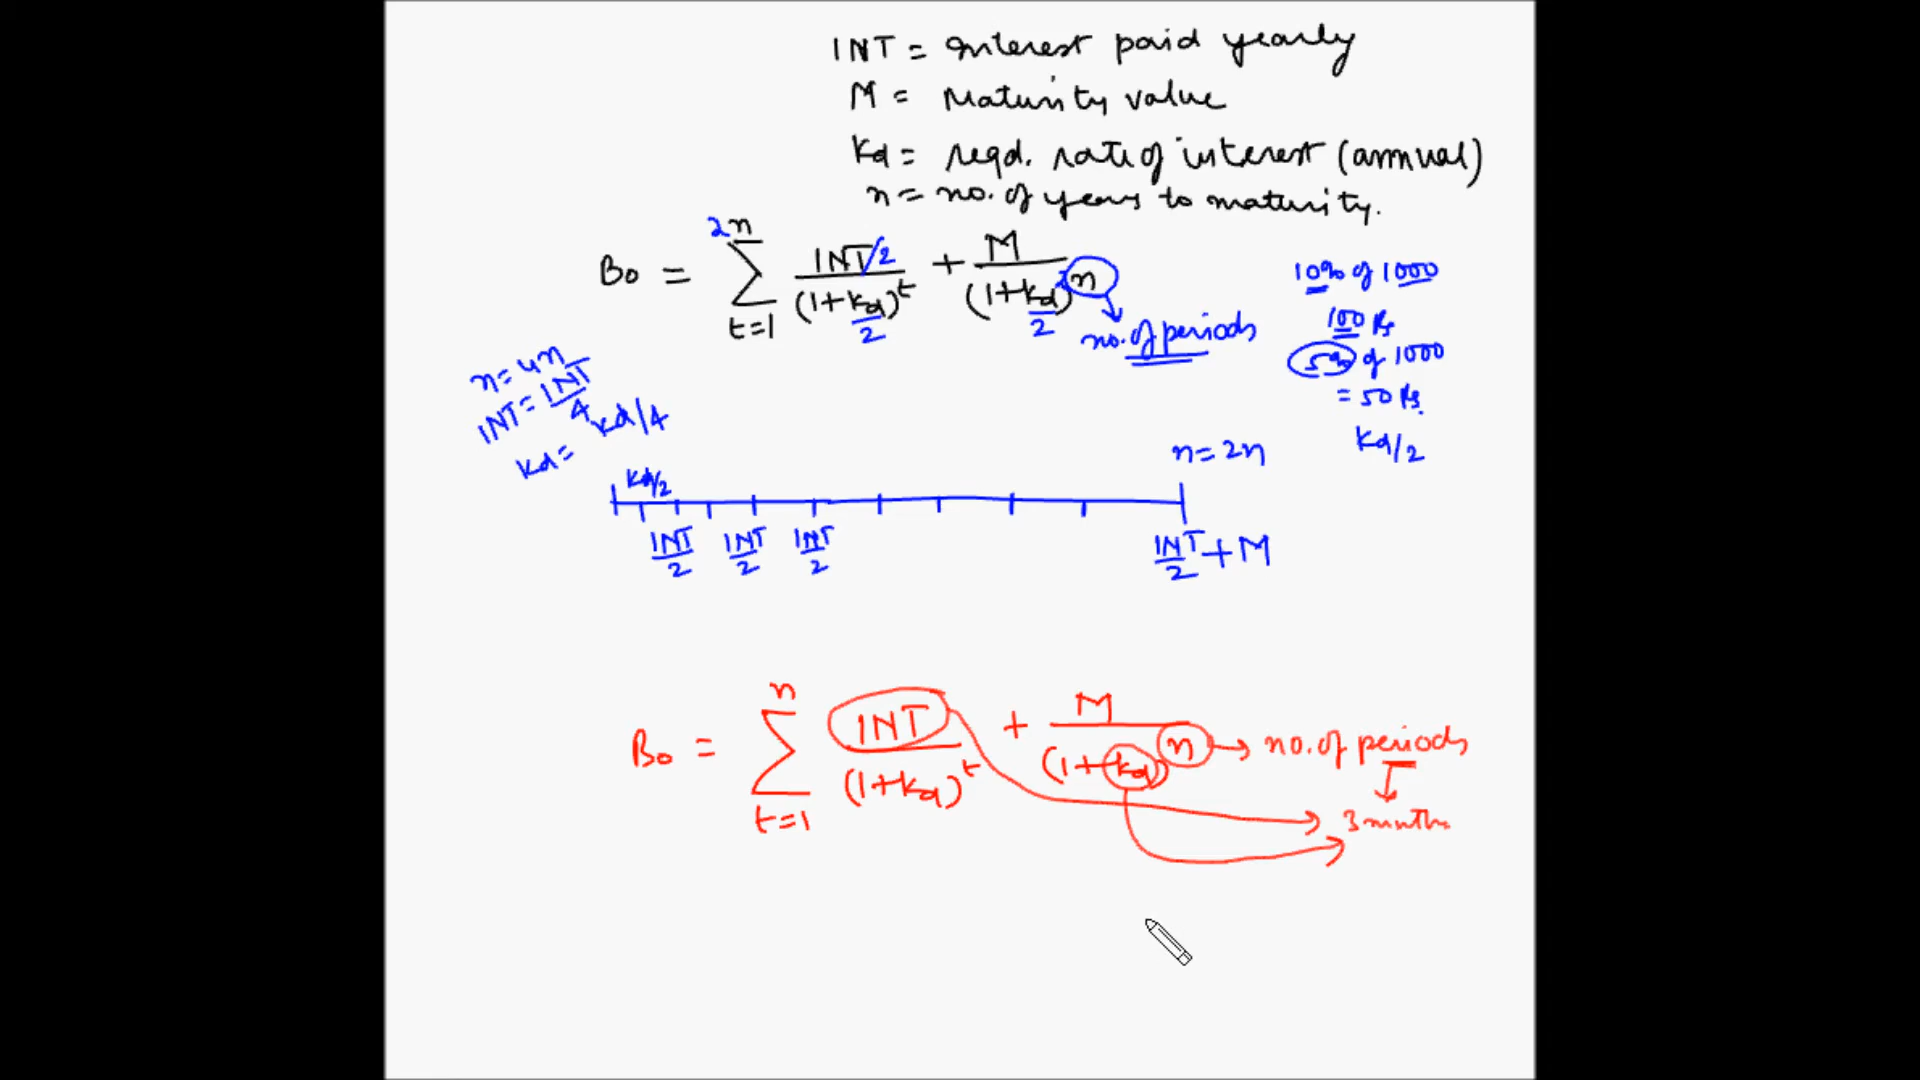 INT = Interest paid yearly
M = Maturity value
kd = reqd. rate of interest (annual)
n = no. of years to maturity.
B0 = 2n ∑ t=1 INT/2 / (1+kd/2)^t + M / (1+kd/2)^2n
no. of periods
10% of 1000
100 Rs
5% of 1000
= 50 Rs.
kd/2
n = 4n
INT = INT/4
kd = kd/4
n = 2n
kd/2
INT/2 INT/2 INT/2 INT/2 + M
B0 = n ∑ t=1 INT / (1+kd)^t + M / (1+kd)^n → no. of periods
3 months